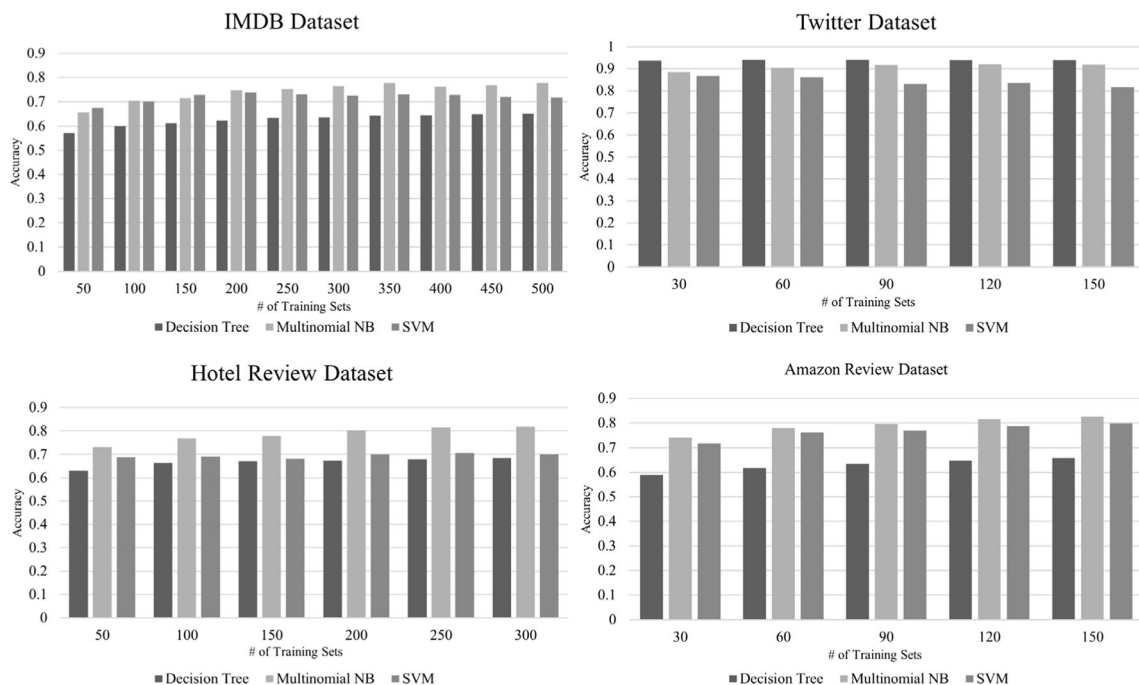 IMDB Dataset
0.9
0.8
0.7
0.6
0.5
0.4
0.3
0.2
0.1
0
Accuracy
50 100 150 200 250 300 350 400 450 500
# of Training Sets
Decision Tree Multinomial NB SVM
Twitter Dataset
1
0.9
0.8
0.7
0.6
0.5
0.4
0.3
0.2
0.1
0
Accuracy
30 60 90 120 150
# of Training Sets
Decision Tree Multinomial NB SVM
Hotel Review Dataset
0.9
0.8
0.7
0.6
0.5
0.4
0.3
0.2
0.1
0
Accuracy
50 100 150 200 250 300
# of Training Sets
Decision Tree Multinomial NB SVM
Amazon Review Dataset
0.9
0.8
0.7
0.6
0.5
0.4
0.3
0.2
0.1
0
Accuracy
30 60 90 120 150
# of Training Sets
Decision Tree Multinomial NB SVM